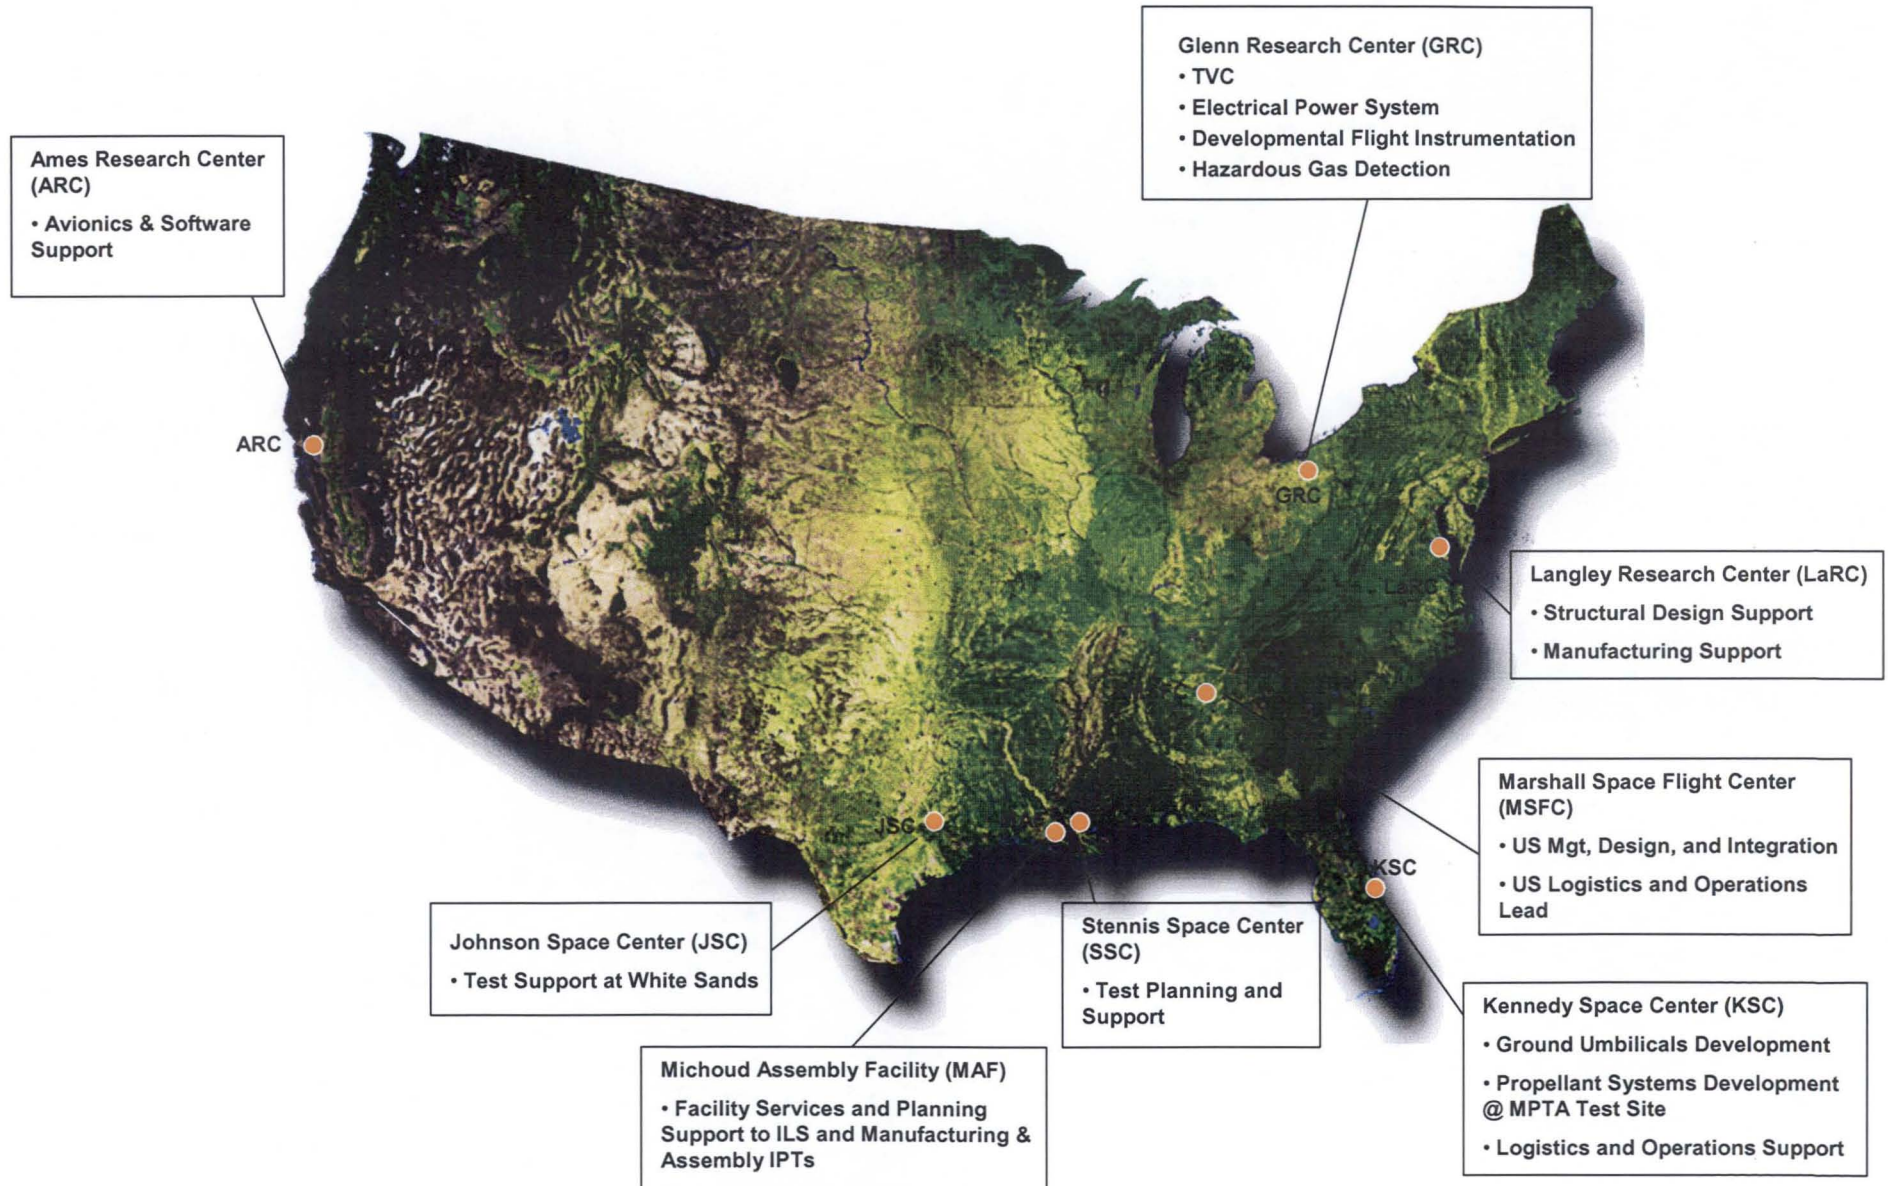 Glenn Research Center (GRC)
• TVC
• Electrical Power System
• Developmental Flight Instrumentation
• Hazardous Gas Detection
Ames Research Center
(ARC)
• Avionics & Software
Support
ARC
GRC
Langley Research Center (LaRC)
• Structural Design Support
• Manufacturing Support
LaRC
Marshall Space Flight Center
(MSFC)
• US Mgt, Design, and Integration
• US Logistics and Operations
Lead
JSC
KSC
Johnson Space Center (JSC)
• Test Support at White Sands
Stennis Space Center
(SSC)
• Test Planning and
Support
Kennedy Space Center (KSC)
• Ground Umbilicals Development
• Propellant Systems Development
@ MPTA Test Site
• Logistics and Operations Support
Michoud Assembly Facility (MAF)
• Facility Services and Planning
Support to ILS and Manufacturing &
Assembly IPTs